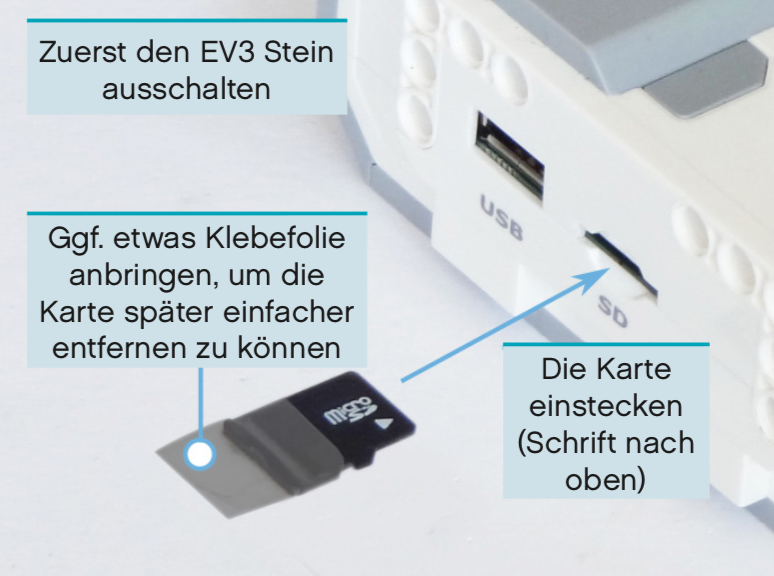 Zuerst den EV3 Stein
ausschalten
USB
Ggf. etwas Klebefolie
anbringen, um die
Karte später einfacher
entfernen zu können
SD
Die Karte
einstecken
(Schrift nach
oben)
micro
SD